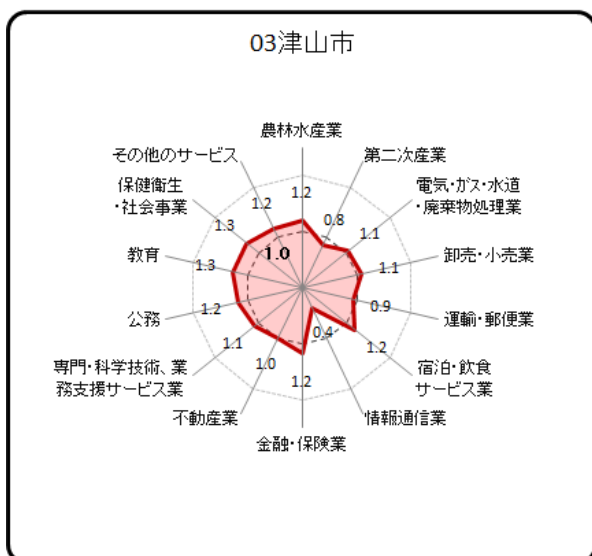 03津山市
農林水産業
その他のサービス
第二次産業
保健衛生
・社会事業
電気・ガス・水道
・廃棄物処理業
1.2
1.2
0.8
1.3
1.1
教育
1.3
1.0
1.1
卸売・小売業
公務
1.2
0.9
運輸・郵便業
専門・科学技術、業
務支援サービス業
1.1
1.0
1.2
0.4
1.2
宿泊・飲食
サービス業
不動産業
情報通信業
金融・保険業